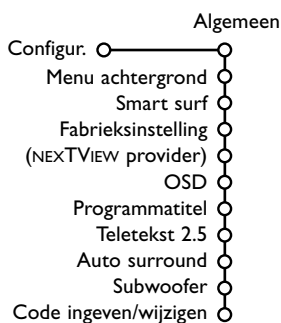 Algemeen
Configur.
Menu achtergrond
Smart surf
Fabrieksinstelling
(NEXTVIEW provider)
OSD
Programmatitel
Teletekst 2.5
Auto surround
Subwoofer
Code ingeven/wijzigen